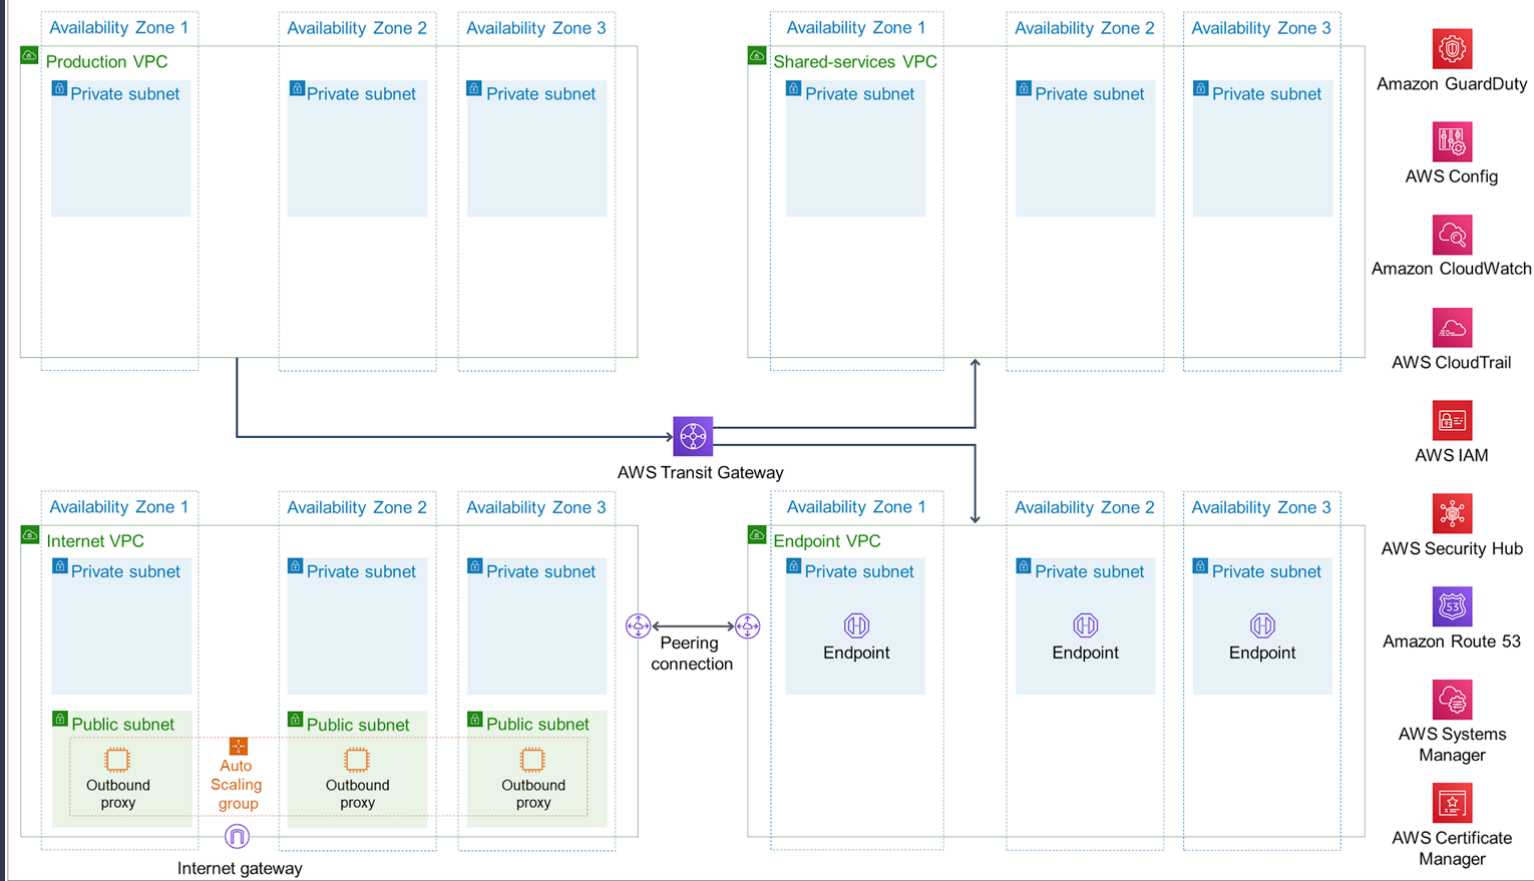 Availability Zone 1
Availability Zone 2
Availability Zone 3
Production VPC
Private subnet
Private subnet
Private subnet
Availability Zone 1
Availability Zone 2
Availability Zone 3
Shared-services VPC
Private subnet
Private subnet
Private subnet
AWS Transit Gateway
Availability Zone 1
Availability Zone 2
Availability Zone 3
Internet VPC
Private subnet
Private subnet
Private subnet
Public subnet
Public subnet
Public subnet
Outbound
proxy
Auto
Scaling
group
Outbound
proxy
Outbound
proxy
Internet gateway
Peering
connection
Availability Zone 1
Availability Zone 2
Availability Zone 3
Endpoint VPC
Private subnet
Private subnet
Private subnet
Endpoint
Endpoint
Endpoint
Amazon GuardDuty
AWS Config
Amazon CloudWatch
AWS CloudTrail
AWS IAM
AWS Security Hub
53
Amazon Route 53
AWS Systems
Manager
AWS Certificate
Manager